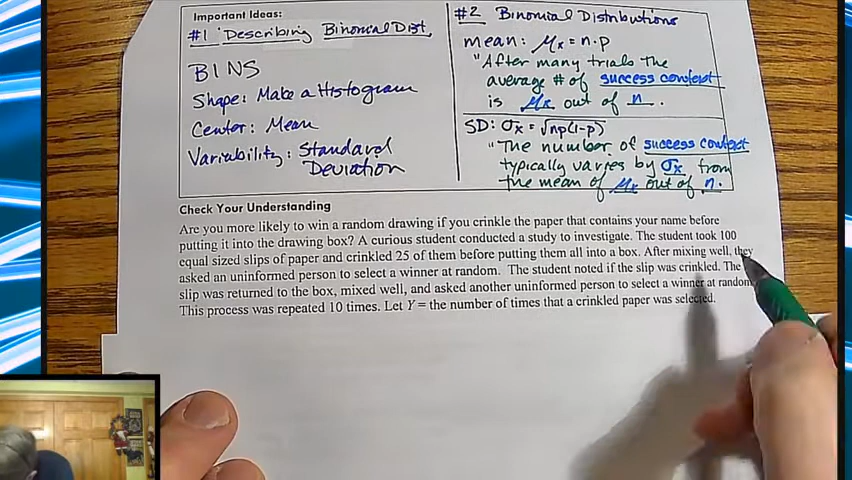 Important Ideas:
#1 Describing Binomial Dist.
BINS
Shape: Make a Histogram
Center: Mean
Variability: Standard
Deviation
#2 Binomial Distributions
mean: μx = n·p
"After many trials the
average # of success context
is μx out of n.
SD: σx = √np(1-p)
"The number of success context
typically varies by σx from
the mean of μx out of n.
Check Your Understanding
Are you more likely to win a random drawing if you crinkle the paper that contains your name before
putting it into the drawing box? A curious student conducted a study to investigate. The student took 100
equal sized slips of paper and crinkled 25 of them before putting them all into a box. After mixing well, they
asked an uninformed person to select a winner at random. The student noted if the slip was crinkled. The
slip was returned to the box, mixed well, and asked another uninformed person to select a winner at random.
This process was repeated 10 times. Let Y = the number of times that a crinkled paper was selected.